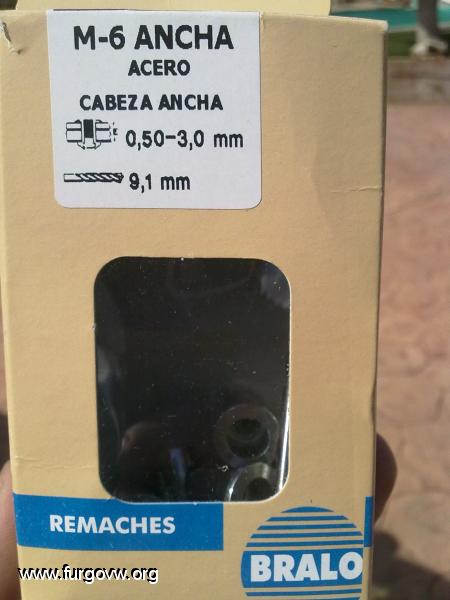 M-6 ANCHA
ACERO
CABEZA ANCHA
0,50-3,0 mm
9,1 mm
REMACHES
BRALO
www.furgovw.org